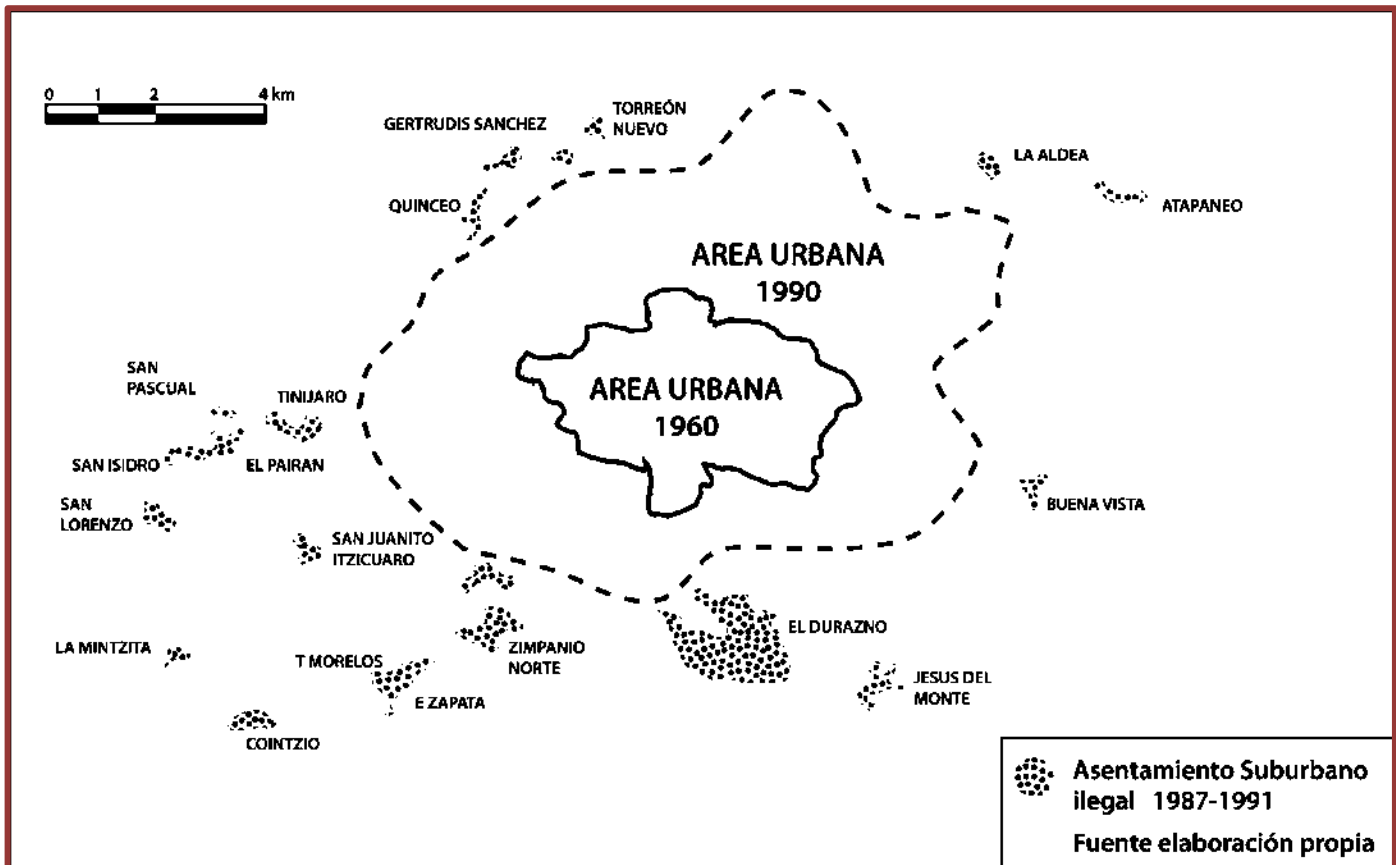 0 1 2 4 km
TORREÓN
NUEVO
GERTRUDIS SANCHEZ
LA ALDEA
QUINCEO
ATAPANEO
AREA URBANA
1990
SAN
PASCUAL
TINIJARO
AREA URBANA
1960
SAN ISIDRO
EL PAIRAN
SAN
LORENZO
BUENA VISTA
SAN JUANITO
ITZICUARO
EL DURAZNO
LA MINTZITA
T MORELOS
ZIMPANIO
NORTE
E ZAPATA
JESUS DEL
MONTE
COINTZIO
Asentamiento Suburbano
ilegal 1987-1991
Fuente elaboración propia